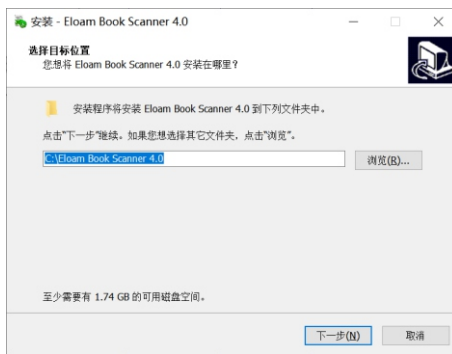 安装 - Eloam Book Scanner 4.0
选择目标位置
您想将 Eloam Book Scanner 4.0 安装在哪里?
安装程序将安装 Eloam Book Scanner 4.0 到下列文件夹中。
点击"下一步"继续。如果您想选择其它文件夹，点击"浏览"。
C:\Eloam Book Scanner 4.0
浏览(R)...
至少需要有 1.74 GB 的可用磁盘空间。
下一步(N)
取消